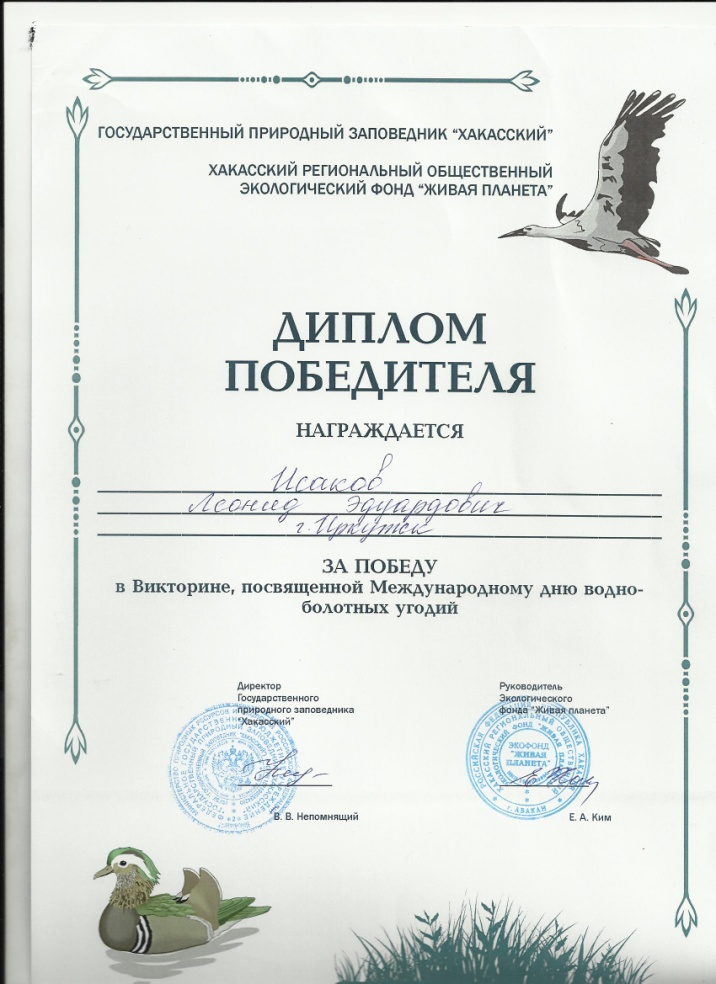 ГОСУДАРСТВЕННЫЙ ПРИРОДНЫЙ ЗАПОВЕДНИК "ХАКАССКИЙ"
ХАКАССКИЙ РЕГИОНАЛЬНЫЙ ОБЩЕСТВЕННЫЙ
ЭКОЛОГИЧЕСКИЙ ФОНД "ЖИВАЯ ПЛАНЕТА"
ДИПЛОМ
ПОБЕДИТЕЛЯ
НАГРАЖДАЕТСЯ
Исаков
Леонид Эдуардович
г. Иркутск
ЗА ПОБЕДУ
в Викторине, посвященной Международному дню водно-
болотных угодий
Директор
Государственного
природного заповедника
"Хакасский"
В. В. Непомнящий
Руководитель
Экологического
фонда "Живая планета"
ЭКОФОНД
"ЖИВАЯ
ПЛАНЕТА"
г. АБАКАН
Е. А. Ким